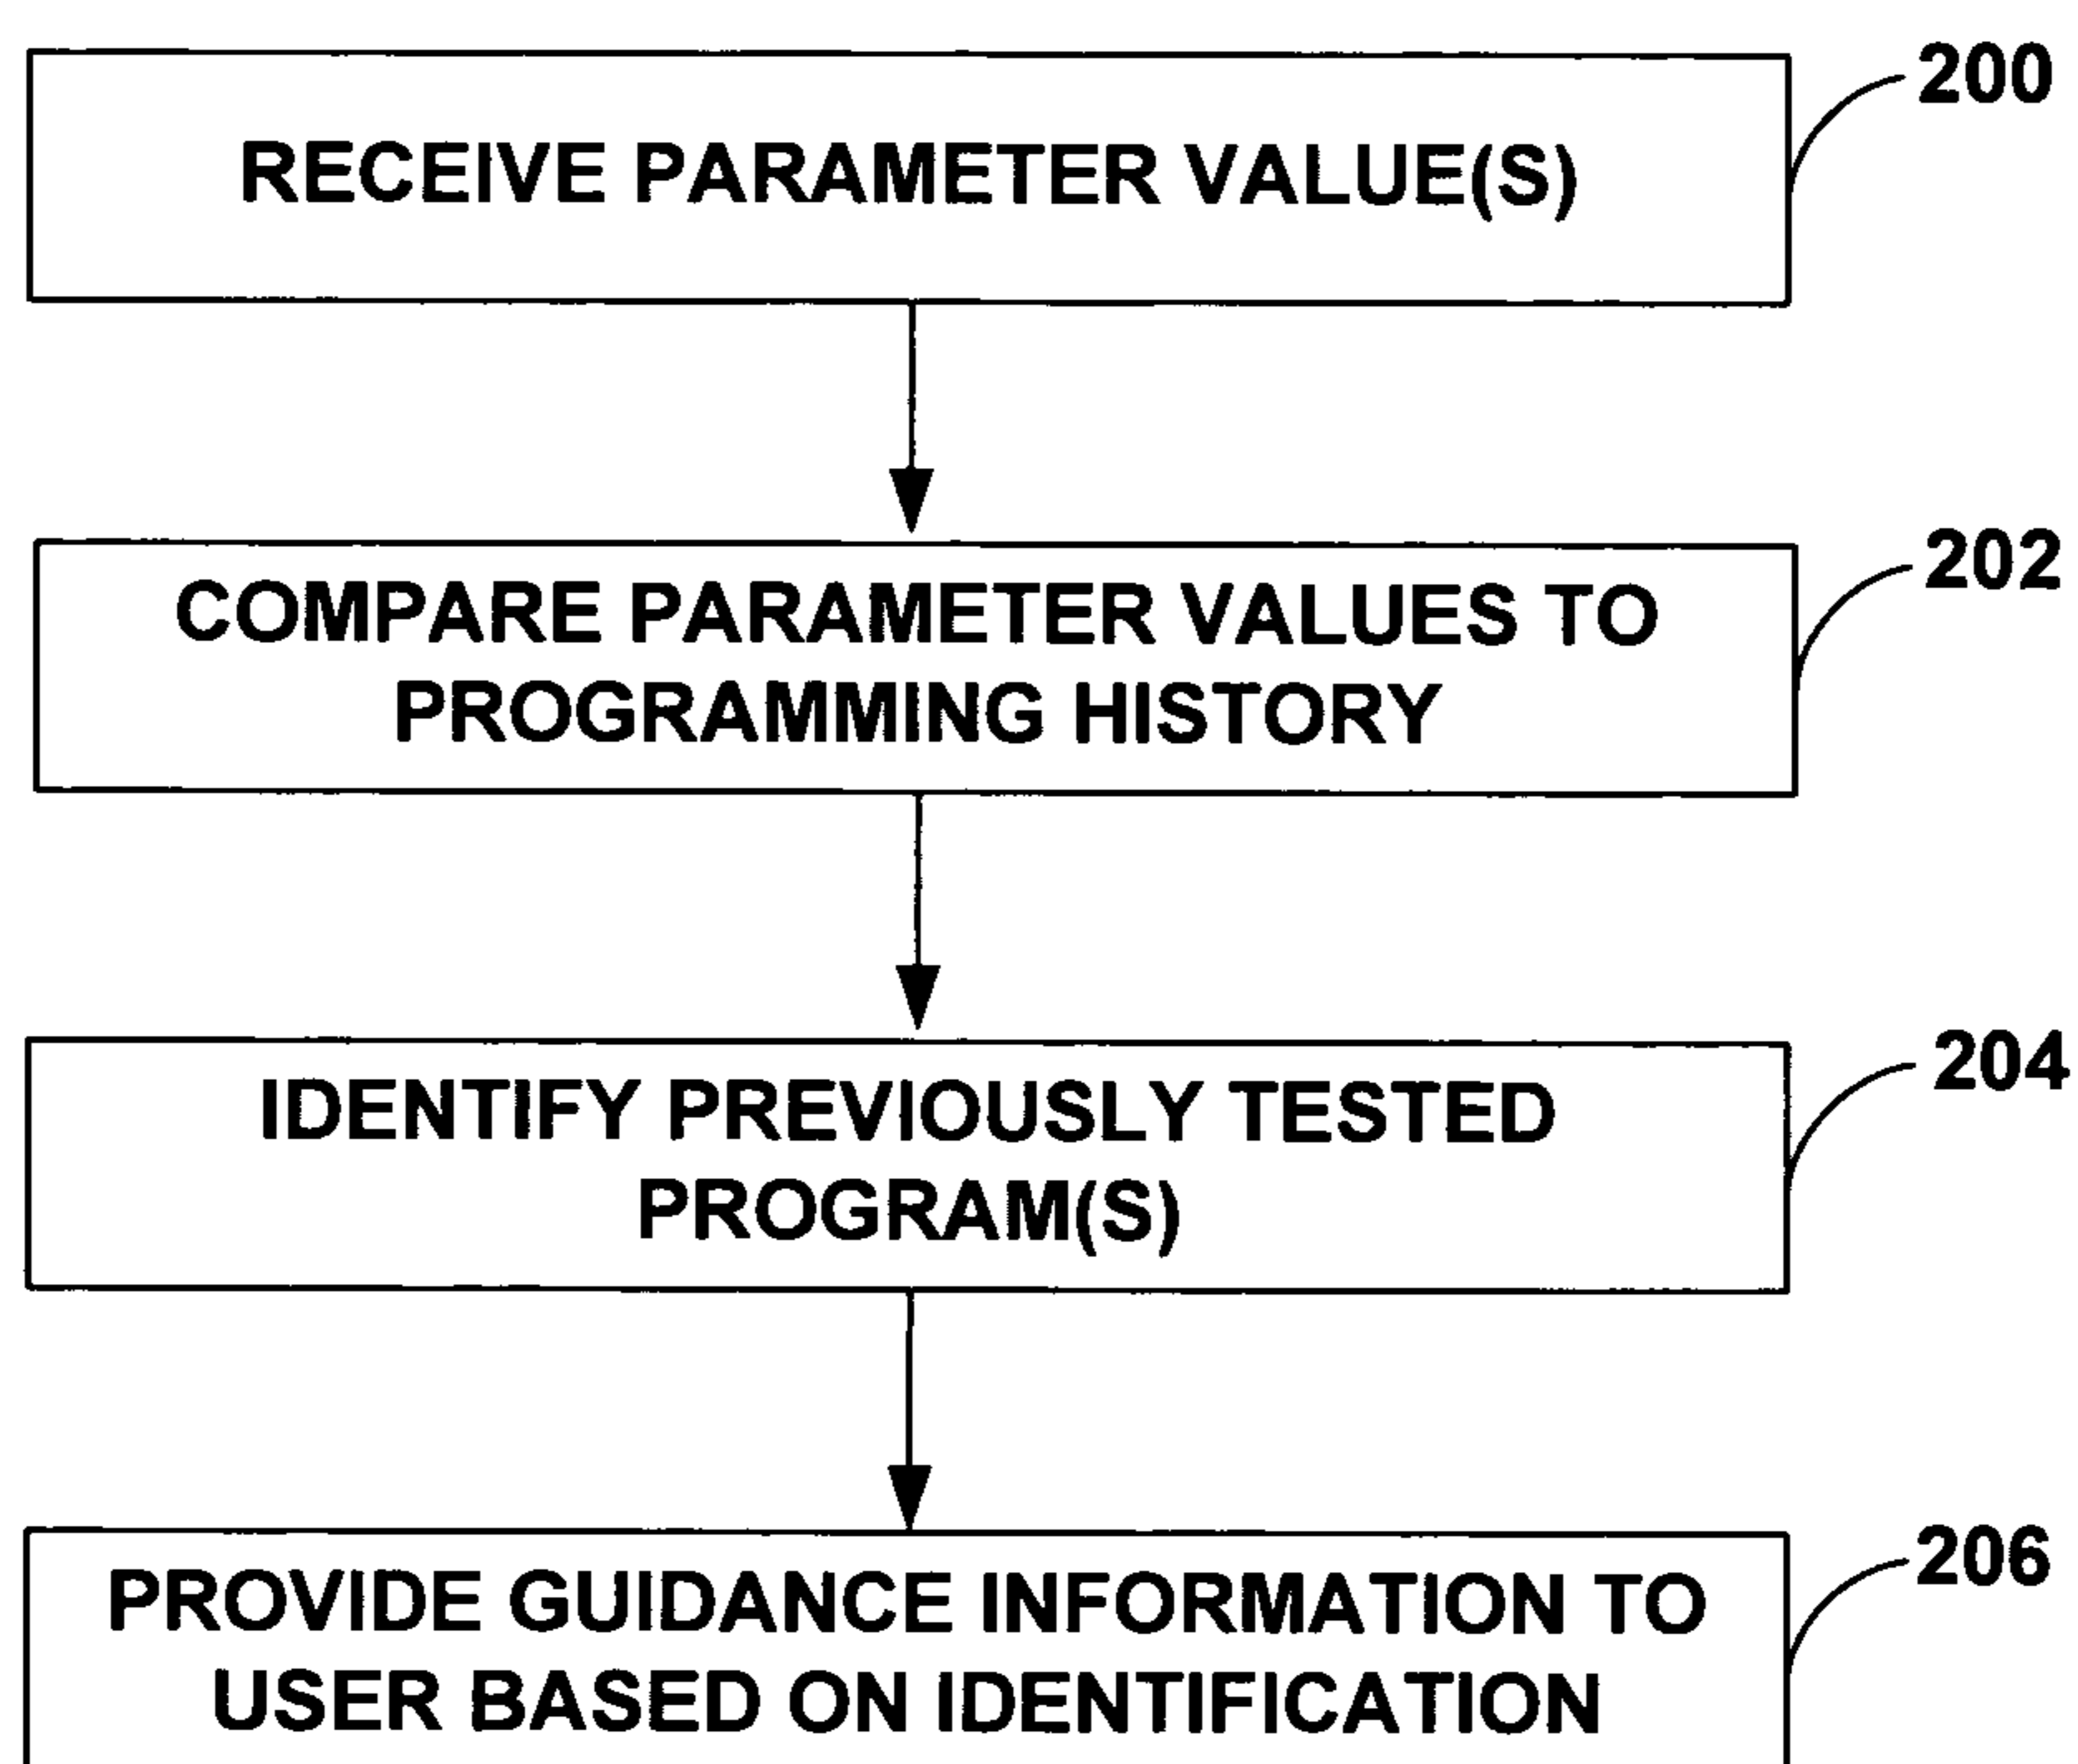 200
RECEIVE PARAMETER VALUE(S)
202
COMPARE PARAMETER VALUES TO
PROGRAMMING HISTORY
204
IDENTIFY PREVIOUSLY TESTED
PROGRAM(S)
206
PROVIDE GUIDANCE INFORMATION TO
USER BASED ON IDENTIFICATION